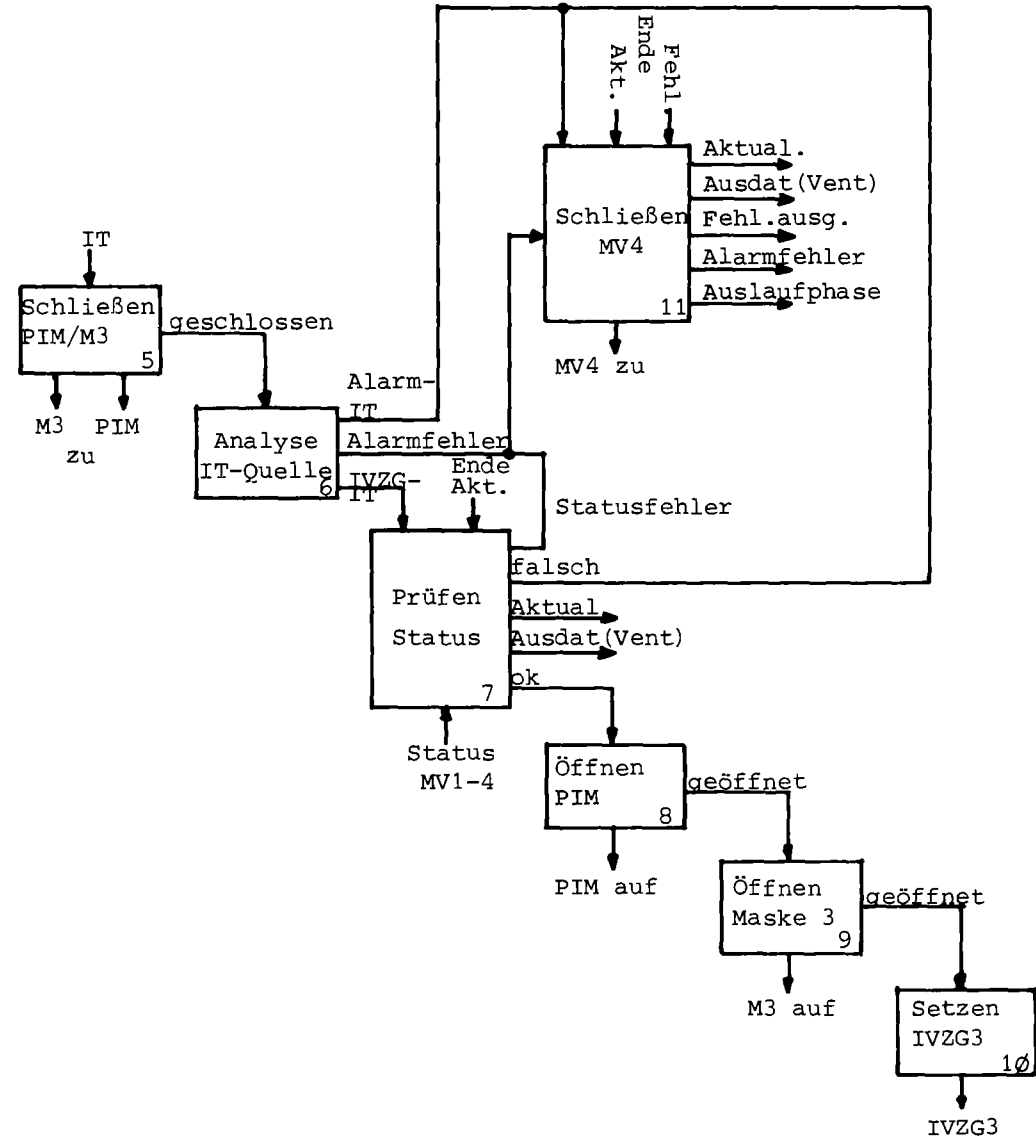 Akt.
Ende
Fehl.
Aktual.
Ausdat(Vent)
Fehl.ausg.
Alarmfehler
Auslaufphase
Schließen
MV4
11
MV4 zu
IT
Schließen
PIM/M3
5
geschlossen
M3 PIM
zu
Alarm-
IT
Analyse
IT-Quelle
6
Alarmfehler
IVZG-
IT
Ende
Akt.
Statusfehler
falsch
Prüfen
Status
7
Aktual
Ausdat(Vent)
ok
Status
MV1-4
Öffnen
PIM
8
geöffnet
PIM auf
Öffnen
Maske 3
9
geöffnet
M3 auf
Setzen
IVZG3
1Ø
IVZG3